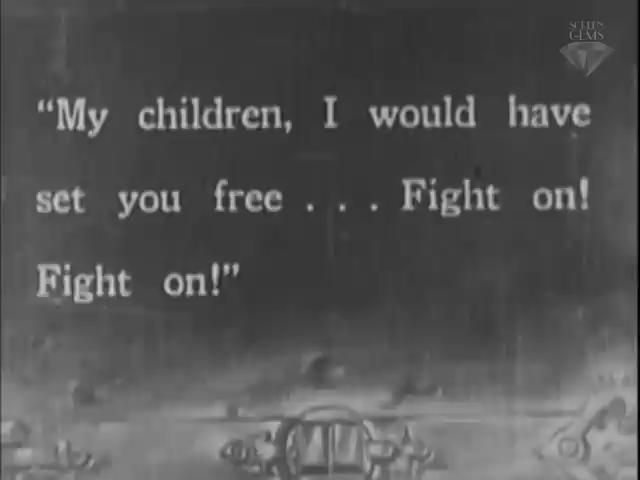 SCREEN
GEMS
“My children, I would have
set you free . . . Fight on!
Fight on!”